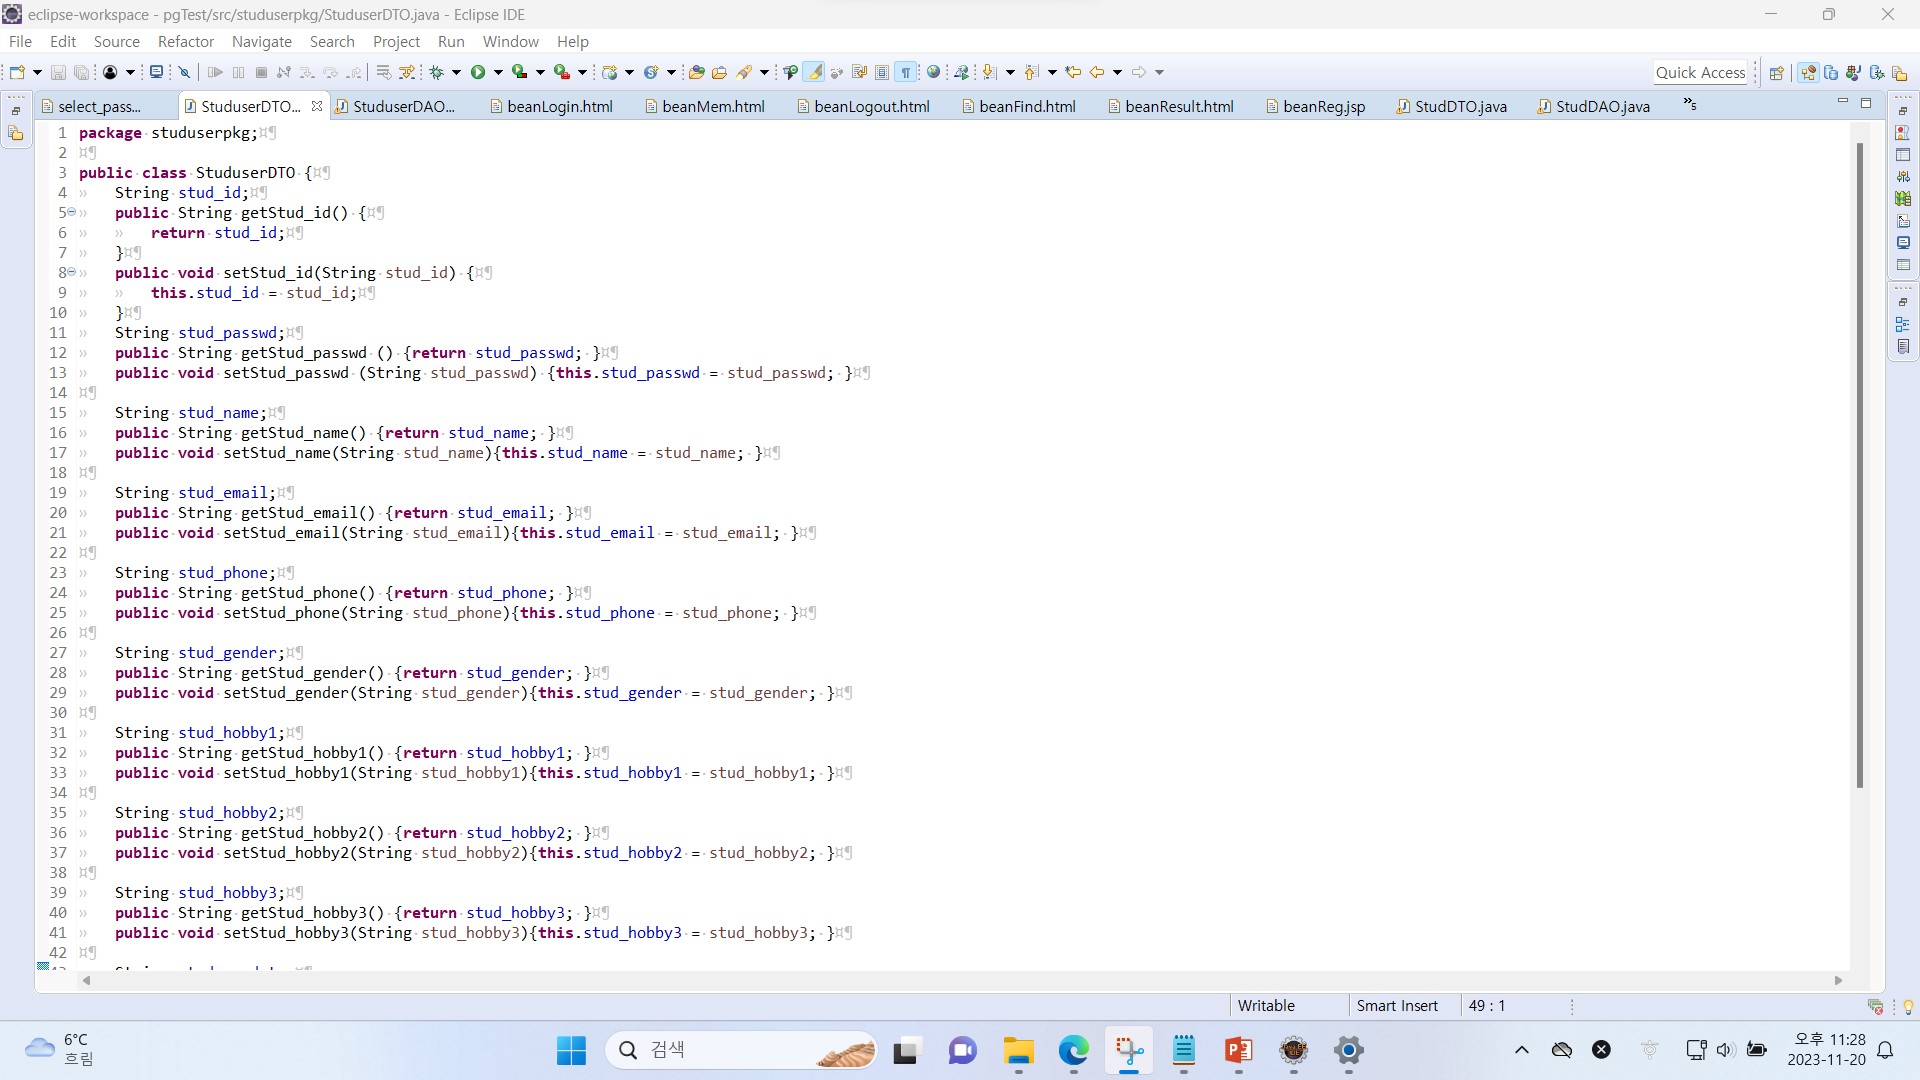 eclipse-workspace - pgTest/src/studuserpkg/StuduserDTO.java - Eclipse IDE
File Edit Source Refactor Navigate Search Project Run Window Help
Quick Access
select_pass... StuduserDTO... StuduserDAO... beanLogin.html beanMem.html beanLogout.html beanFind.html beanResult.html beanReg.jsp StudDTO.java StudDAO.java »5
1 package studuserpkg;
2
3 public class StuduserDTO {
4 String stud_id;
5 public String getStud_id() {
6 return stud_id;
7 }
8 public void setStud_id(String stud_id) {
9 this.stud_id = stud_id;
10 }
11 String stud_passwd;
12 public String getStud_passwd () {return stud_passwd; }
13 public void setStud_passwd (String stud_passwd) {this.stud_passwd = stud_passwd; }
14
15 String stud_name;
16 public String getStud_name() {return stud_name; }
17 public void setStud_name(String stud_name){this.stud_name = stud_name; }
18
19 String stud_email;
20 public String getStud_email() {return stud_email; }
21 public void setStud_email(String stud_email){this.stud_email = stud_email; }
22
23 String stud_phone;
24 public String getStud_phone() {return stud_phone; }
25 public void setStud_phone(String stud_phone){this.stud_phone = stud_phone; }
26
27 String stud_gender;
28 public String getStud_gender() {return stud_gender; }
29 public void setStud_gender(String stud_gender){this.stud_gender = stud_gender; }
30
31 String stud_hobby1;
32 public String getStud_hobby1() {return stud_hobby1; }
33 public void setStud_hobby1(String stud_hobby1){this.stud_hobby1 = stud_hobby1; }
34
35 String stud_hobby2;
36 public String getStud_hobby2() {return stud_hobby2; }
37 public void setStud_hobby2(String stud_hobby2){this.stud_hobby2 = stud_hobby2; }
38
39 String stud_hobby3;
40 public String getStud_hobby3() {return stud_hobby3; }
41 public void setStud_hobby3(String stud_hobby3){this.stud_hobby3 = stud_hobby3; }
42
Writable Smart Insert 49 : 1
6°C
흐림
검색
오후 11:28
2023-11-20